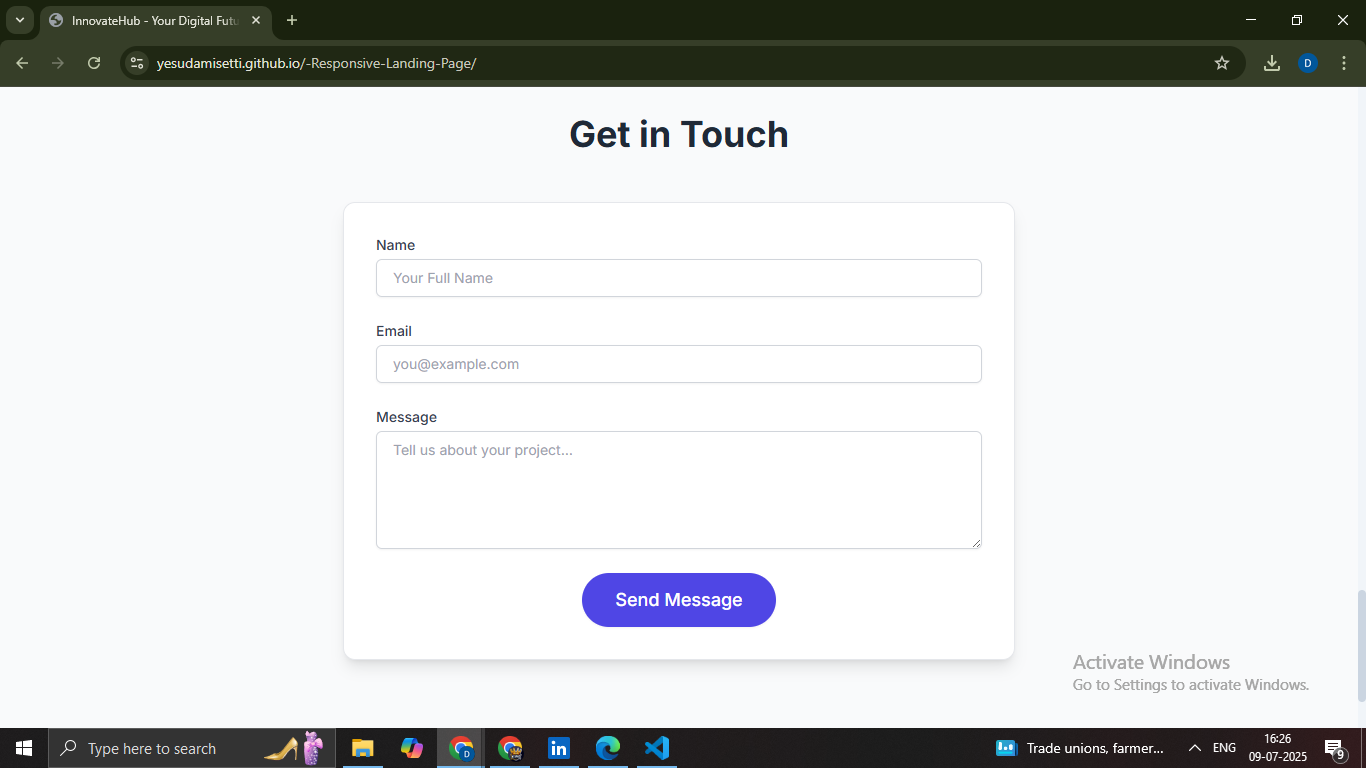 InnovateHub - Your Digital Futu
yesudamisetti.github.io/-Responsive-Landing-Page/
D
Get in Touch
Name
Your Full Name
Email
you@example.com
Message
Tell us about your project...
Send Message
Activate Windows
Go to Settings to activate Windows.
Type here to search
D
in
Trade unions, farmer...
ENG
16:26
09-07-2025
9